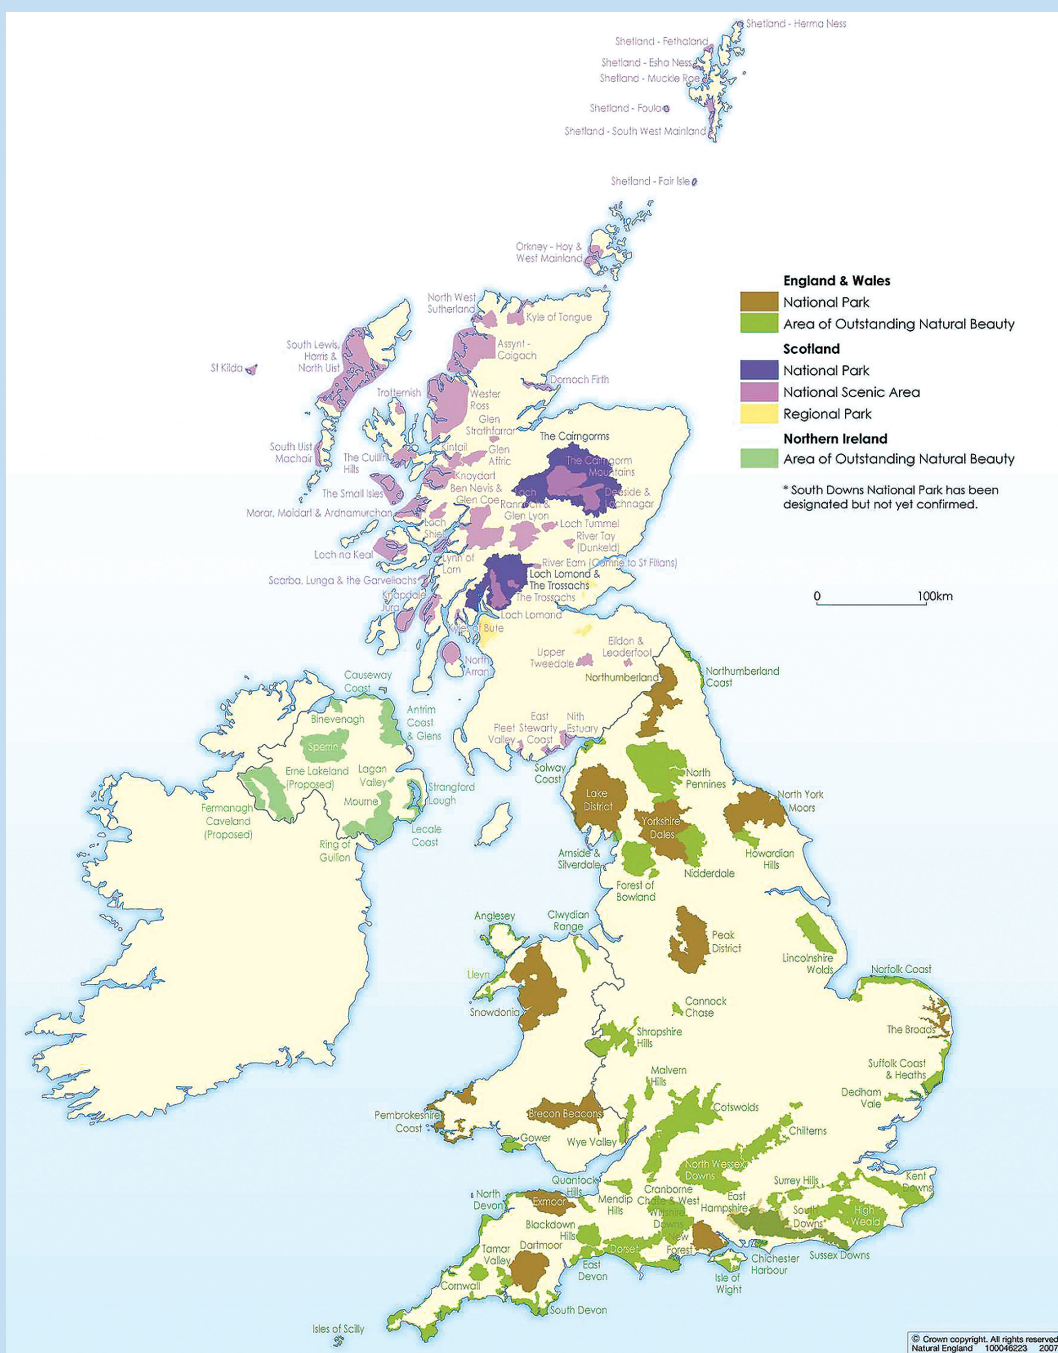 Shetland - Herma Ness
Shetland - Fethaland
Shetland - Esha Ness
Shetland - Muckle Roe
Shetland - Foula
Shetland - South West Mainland
Shetland - Fair Isle
Orkney - Hoy &
West Mainland
England & Wales
National Park
Area of Outstanding Natural Beauty
Scotland
National Park
National Scenic Area
Regional Park
Northern Ireland
Area of Outstanding Natural Beauty
* South Downs National Park has been
designated but not yet confirmed.
0 100km
North West
Sutherland
Kyle of Tongue
South Lewis,
Harris &
North Uist
Assynt -
Coigach
St Kilda
Dornoch Firth
Trotternish
Wester
Ross
Glen
Strathfarrar
The Cairngorms
South Uist
Machair
The Cuillin
Hills
Kintail
Glen
Affric
The Cairngorm
Mountains
Knoydart
The Small Isles
Ben Nevis &
Glen Coe
Loch
Rannoch &
Glen Lyon
Deeside &
Lochnagar
Morar, Moidart & Ardnamurchan
Loch
Shiel
Loch Tummel
River Tay
(Dunkeld)
Loch na Keal
Lynn of
Lorn
River Earn (Comrie to St Fillans)
Loch Lomond &
The Trossachs
Scarba, Lunga & the Garvellachs
The Trossachs
Knapdale
Jura
Loch Lomond
Kyles of Bute
North
Arran
Upper
Tweedale
Eildon &
Leaderfoot
Northumberland
Northumberland
Coast
Causeway
Coast
Binevenagh
Antrim
Coast
& Glens
Sperrin
Fleet
Valley
East
Stewarty
Coast
Nith
Estuary
Erne Lakeland
(Proposed)
Lagan
Valley
Strangford
Lough
Mourne
Solway
Coast
North
Pennines
Fermanagh
Caveland
(Proposed)
Lecale
Coast
Ring of
Gullion
Lake
District
Yorkshire
Dales
North York
Moors
Arnside &
Silverdale
Howardian
Hills
Nidderdale
Forest of
Bowland
Anglesey
Clwydian
Range
Peak
District
Lincolnshire
Wolds
Norfolk Coast
Lleyn
Snowdonia
Cannock
Chase
Shropshire
Hills
The Broads
Suffolk Coast
& Heaths
Malvern
Hills
Dedham
Vale
Pembrokeshire
Coast
Brecon Beacons
Cotswolds
Gower
Wye Valley
Chilterns
North Wessex
Downs
Quantock
Hills
Surrey Hills
Kent
Downs
North
Devon
Exmoor
Mendip
Hills
Cranborne
Chase & West
Wiltshire
Downs
East
Hampshire
South
Downs
High
Weald
Blackdown
Hills
New
Forest
Tamar
Valley
Dartmoor
Dorset
Chichester
Harbour
Sussex Downs
East
Devon
Isle of
Wight
Cornwall
South Devon
Isles of Scilly
© Crown copyright. All rights reserved
Natural England 100046223 2007